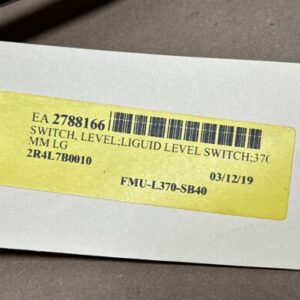 EA 2788166
SWITCH, LEVEL;LIGUID LEVEL SWITCH:370
MM LG
2R4L7B0010
03/12/19
FMU-L370-SB40